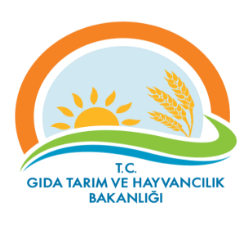 T.C.
GIDA TARIM VE HAYVANCILIK
BAKANLIĞI